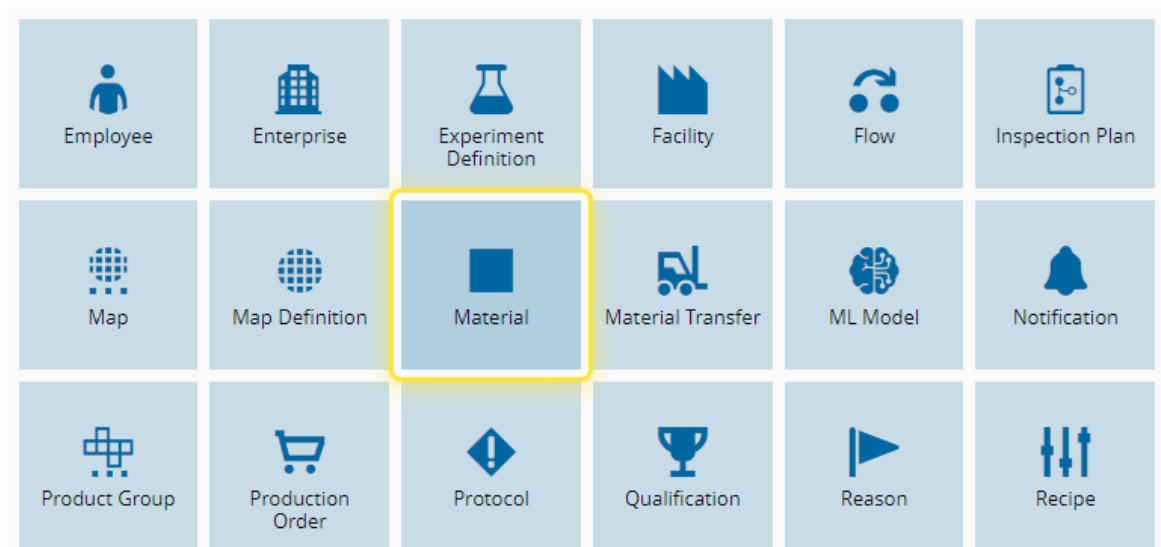 Employee
Enterprise
Experiment
Definition
Facility
Flow
Inspection Plan
Map
Map Definition
Material
Material Transfer
ML Model
Notification
Product Group
Production
Order
Protocol
Qualification
Reason
Recipe